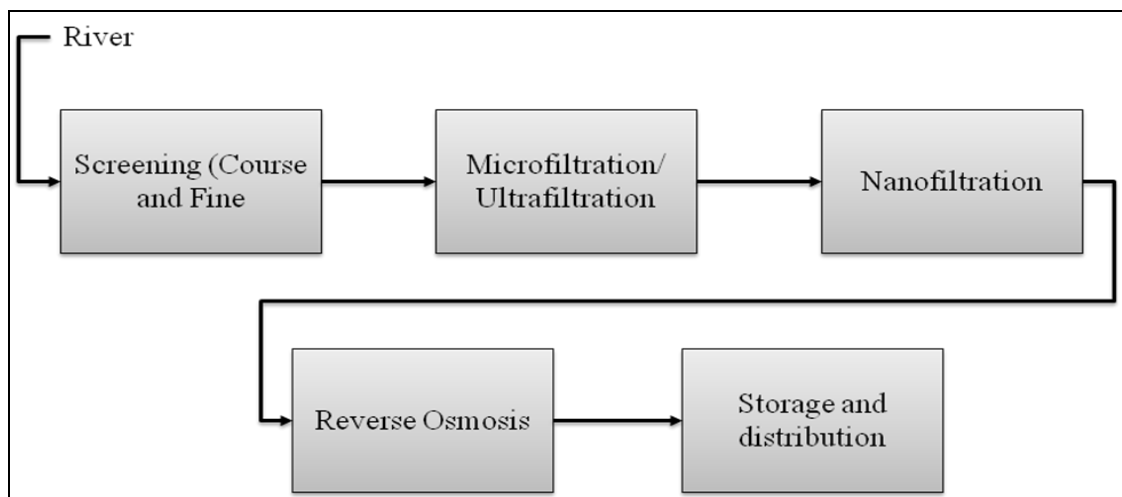 River
Screening (Course
and Fine
Microfiltration/
Ultrafiltration
Nanofiltration
Reverse Osmosis
Storage and
distribution